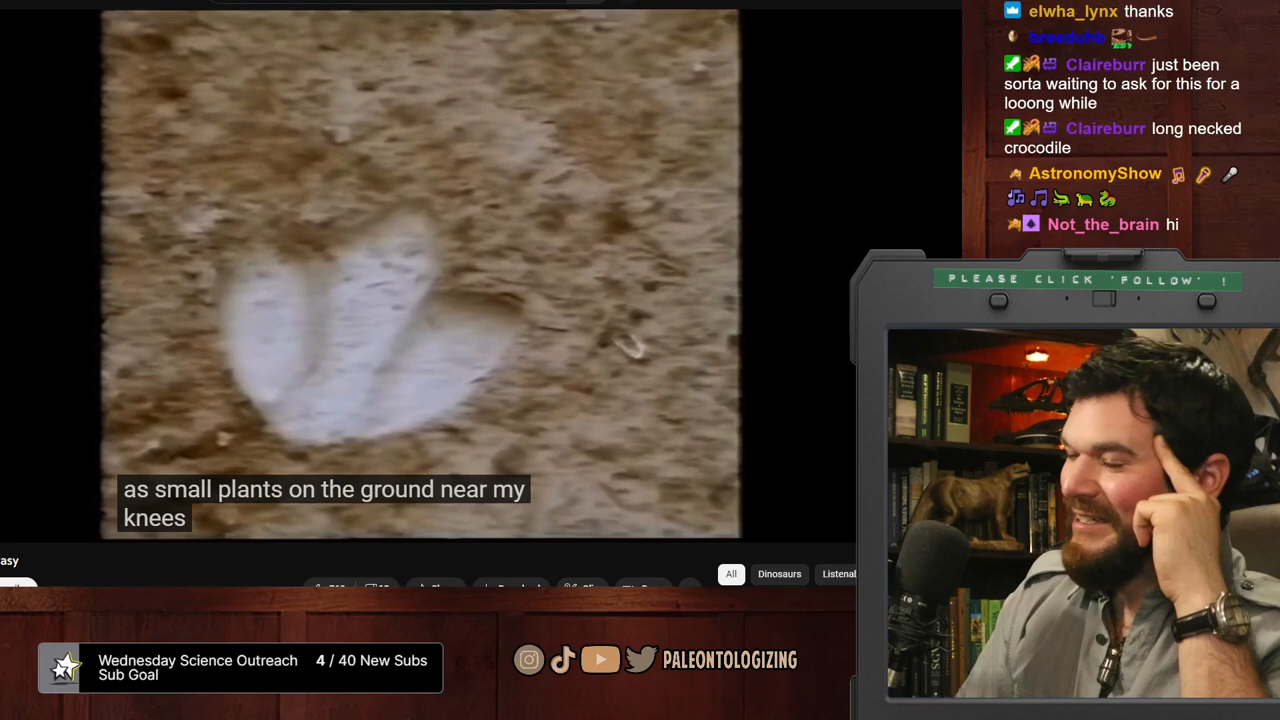 elwha_lynx thanks
breeduhb
Claireburr just been
sorta waiting to ask for this for a
looong while
Claireburr long necked
crocodile
AstronomyShow
Not_the_brain hi
PLEASE CLICK 'FOLLOW' !
as small plants on the ground near my
knees
asy
All Dinosaurs Listenal
Wednesday Science Outreach 4 / 40 New Subs
Sub Goal
PALEONTOLOGIZING